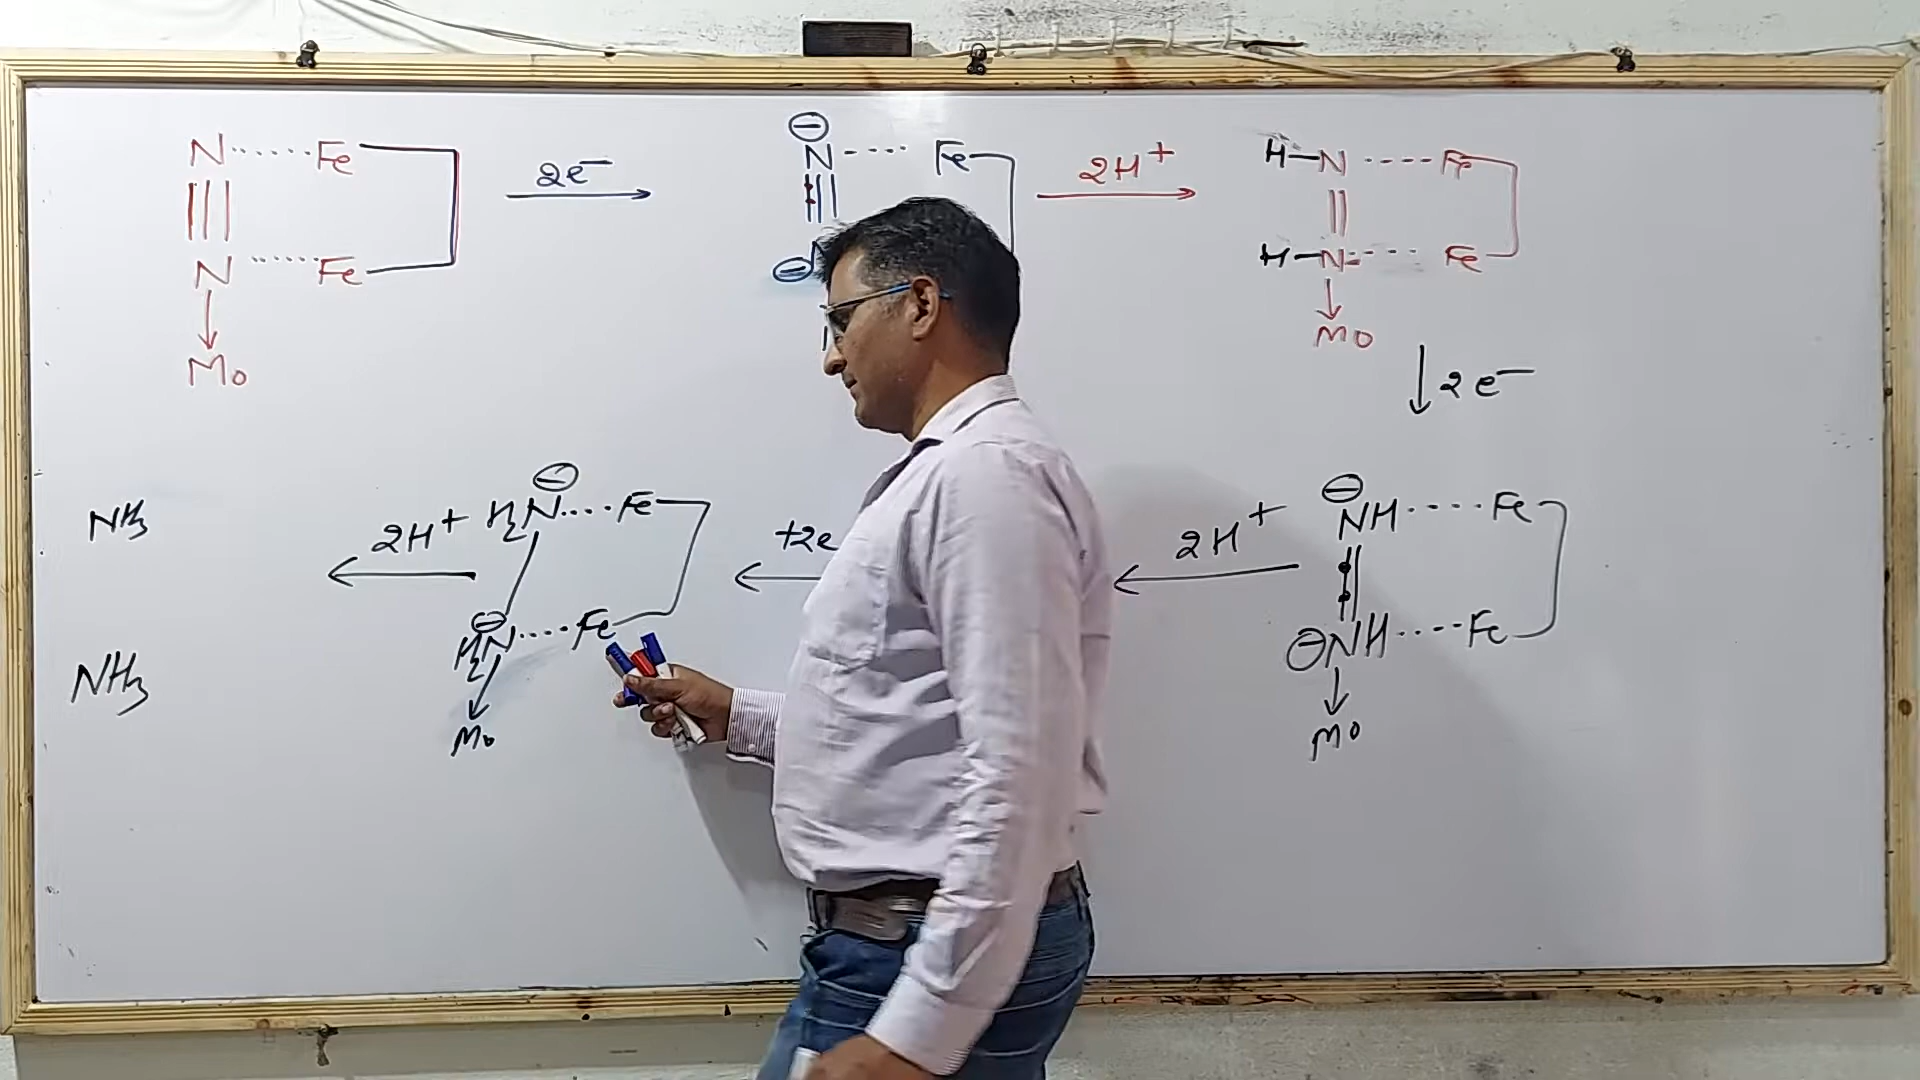 N ..... Fe
2e⁻
⊖
N ---- Fe
2H⁺
H-N ---- Fe
N ..... Fe
⊖
H-N ---- Fe
Mo
Mo
2e⁻
NH₃
2H⁺
⊖
H₂N .... Fe
+2e
2H⁺
⊖
NH .... Fe
NH₃
⊖
H₂N .... Fe
⊖NH .... Fe
Mo
Mo